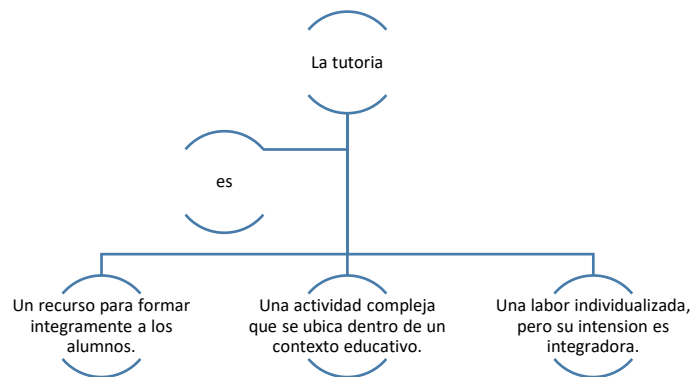 La tutoria
es
Un recurso para formar
integramente a los
alumnos.
Una actividad compleja
que se ubica dentro de un
contexto educativo.
Una labor individualizada,
pero su intension es
integradora.